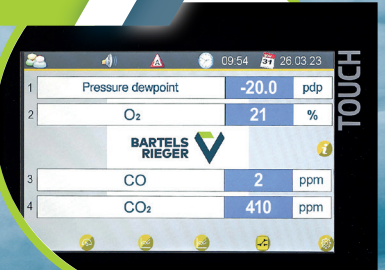 09:54 31 26.03.23
TOUCH
1 Pressure dewpoint -20.0 pdp
2 O₂ 21 %
BARTELS
RIEGER
i
3 CO 2 ppm
4 CO₂ 410 ppm